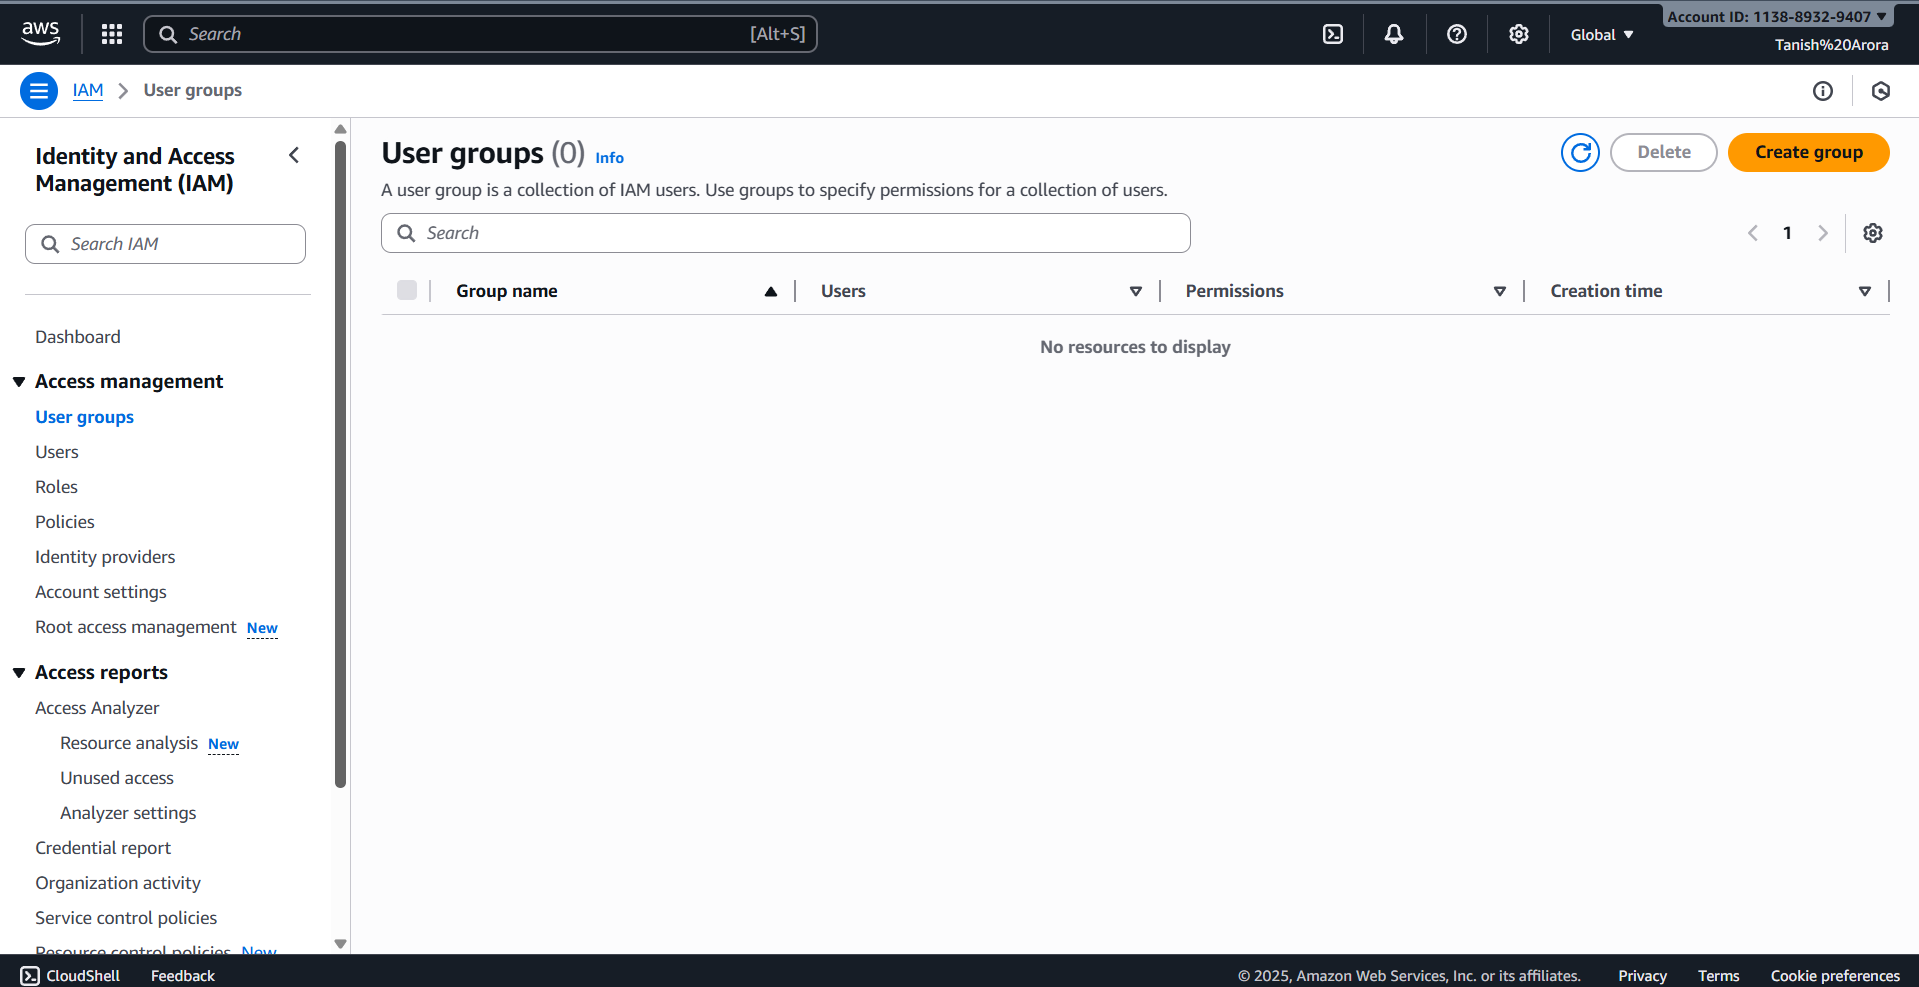 aws
Search [Alt+S]
Global
Account ID: 1138-8932-9407
Tanish%20Arora
IAM
User groups
Identity and Access
Management (IAM)
Search IAM
Dashboard
Access management
User groups
Users
Roles
Policies
Identity providers
Account settings
Root access management New
Access reports
Access Analyzer
Resource analysis New
Unused access
Analyzer settings
Credential report
Organization activity
Service control policies
Resource control policies New
User groups (0) Info
Delete
Create group
A user group is a collection of IAM users. Use groups to specify permissions for a collection of users.
Search
1
Group name Users Permissions Creation time
No resources to display
CloudShell Feedback © 2025, Amazon Web Services, Inc. or its affiliates. Privacy Terms Cookie preferences